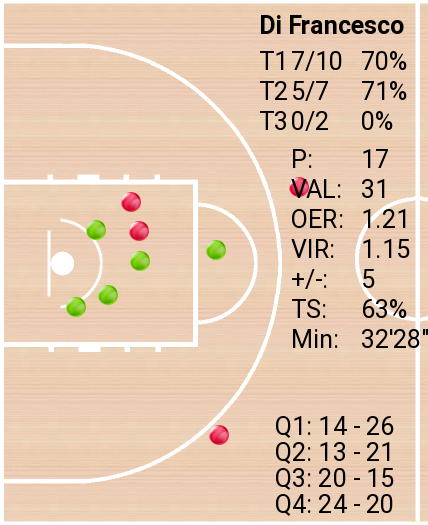 Di Francesco
T1 7/10 70%
T2 5/7 71%
T3 0/2 0%
P: 17
VAL: 31
OER: 1.21
VIR: 1.15
+/-: 5
TS: 63%
Min: 32'28"
Q1: 14 - 26
Q2: 13 - 21
Q3: 20 - 15
Q4: 24 - 20